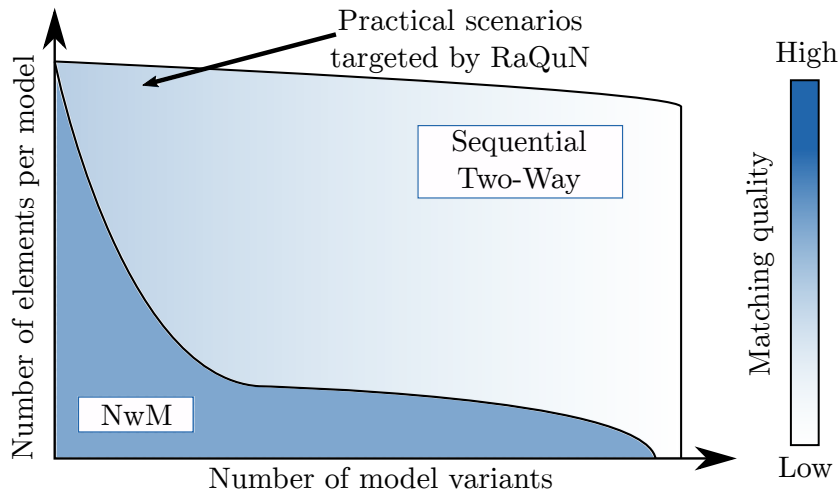 Practical scenarios
targeted by RaQuN
High
Number of elements per model
Sequential
Two-Way
Matching quality
NwM
Number of model variants
Low